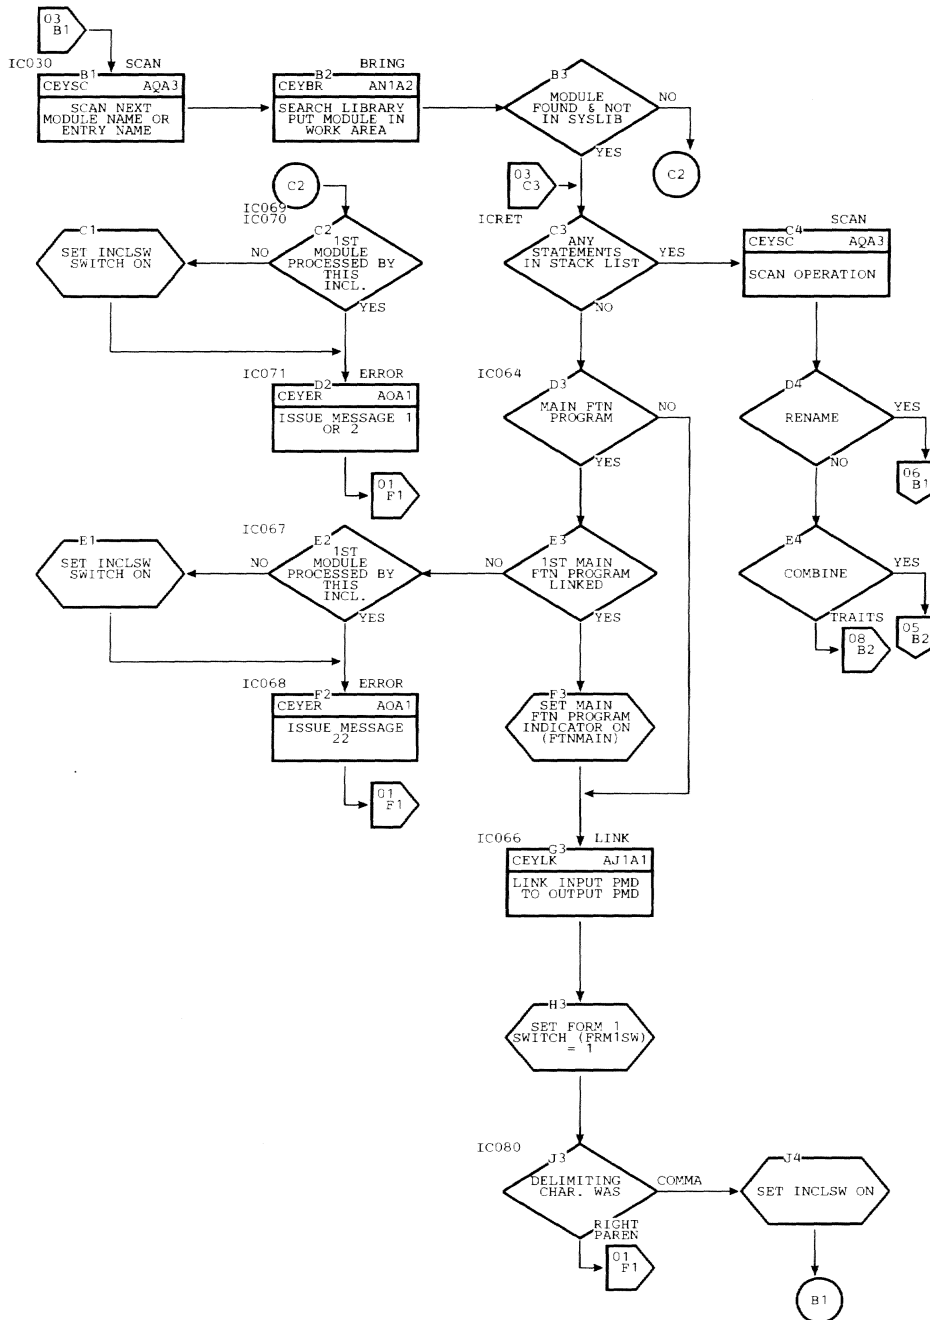 03
B1
IC030
SCAN
B1
CEYSC AQA3
SCAN NEXT
MODULE NAME OR
ENTRY NAME
BRING
B2
CEYBR AN1A2
SEARCH LIBRARY
PUT MODULE IN
WORK AREA
B3
MODULE
FOUND & NOT
IN SYSLIB
NO
YES
C2
03
C3
C2
IC069
IC070
C2
1ST
MODULE
PROCESSED BY
THIS
INCL.
NO
YES
C1
SET INCLSW
SWITCH ON
ICRET
C3
ANY
STATEMENTS
IN STACK LIST
YES
NO
SCAN
C4
CEYSC AQA3
SCAN OPERATION
IC071
ERROR
D2
CEYER AOA1
ISSUE MESSAGE 1
OR 2
01
F1
IC064
D3
MAIN FTN
PROGRAM
NO
YES
D4
RENAME
YES
NO
06
B1
E1
SET INCLSW
SWITCH ON
IC067
E2
1ST
MODULE
PROCESSED BY
THIS
INCL.
NO
YES
E3
1ST MAIN
FTN PROGRAM
LINKED
NO
YES
E4
COMBINE
YES
TRAITS
05
B2
08
B2
IC068
ERROR
F2
CEYER AOA1
ISSUE MESSAGE
22
01
F1
F3
SET MAIN
FTN PROGRAM
INDICATOR ON
(FTNMAIN)
IC066
LINK
G3
CEYLK AJ1A1
LINK INPUT PMD
TO OUTPUT PMD
H3
SET FORM 1
SWITCH (FRM1SW)
= 1
IC080
J3
DELIMITING
CHAR. WAS
COMMA
RIGHT
PAREN
01
F1
J4
SET INCLSW ON
B1